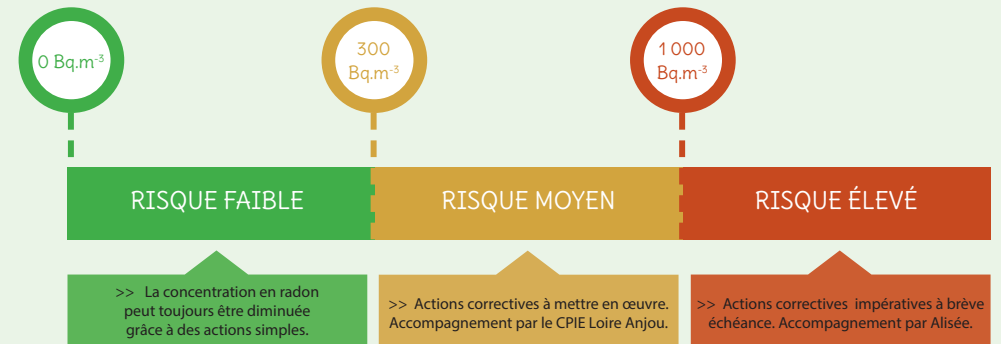 0 Bq.m⁻³
300
Bq.m⁻³
1 000
Bq.m⁻³
RISQUE FAIBLE
RISQUE MOYEN
RISQUE ÉLEVÉ
>> La concentration en radon
peut toujours être diminuée
grâce à des actions simples.
>> Actions correctives à mettre en œuvre.
Accompagnement par le CPIE Loire Anjou.
>> Actions correctives impératives à brève
échéance. Accompagnement par Alisée.